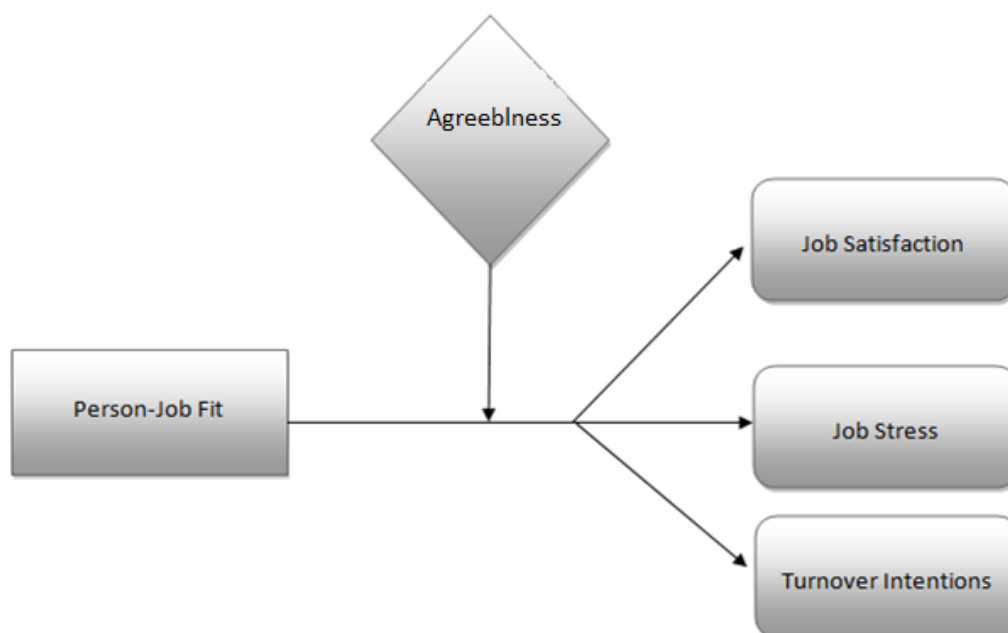 Agreeblness
Job Satisfaction
Person-Job Fit
Job Stress
Turnover Intentions